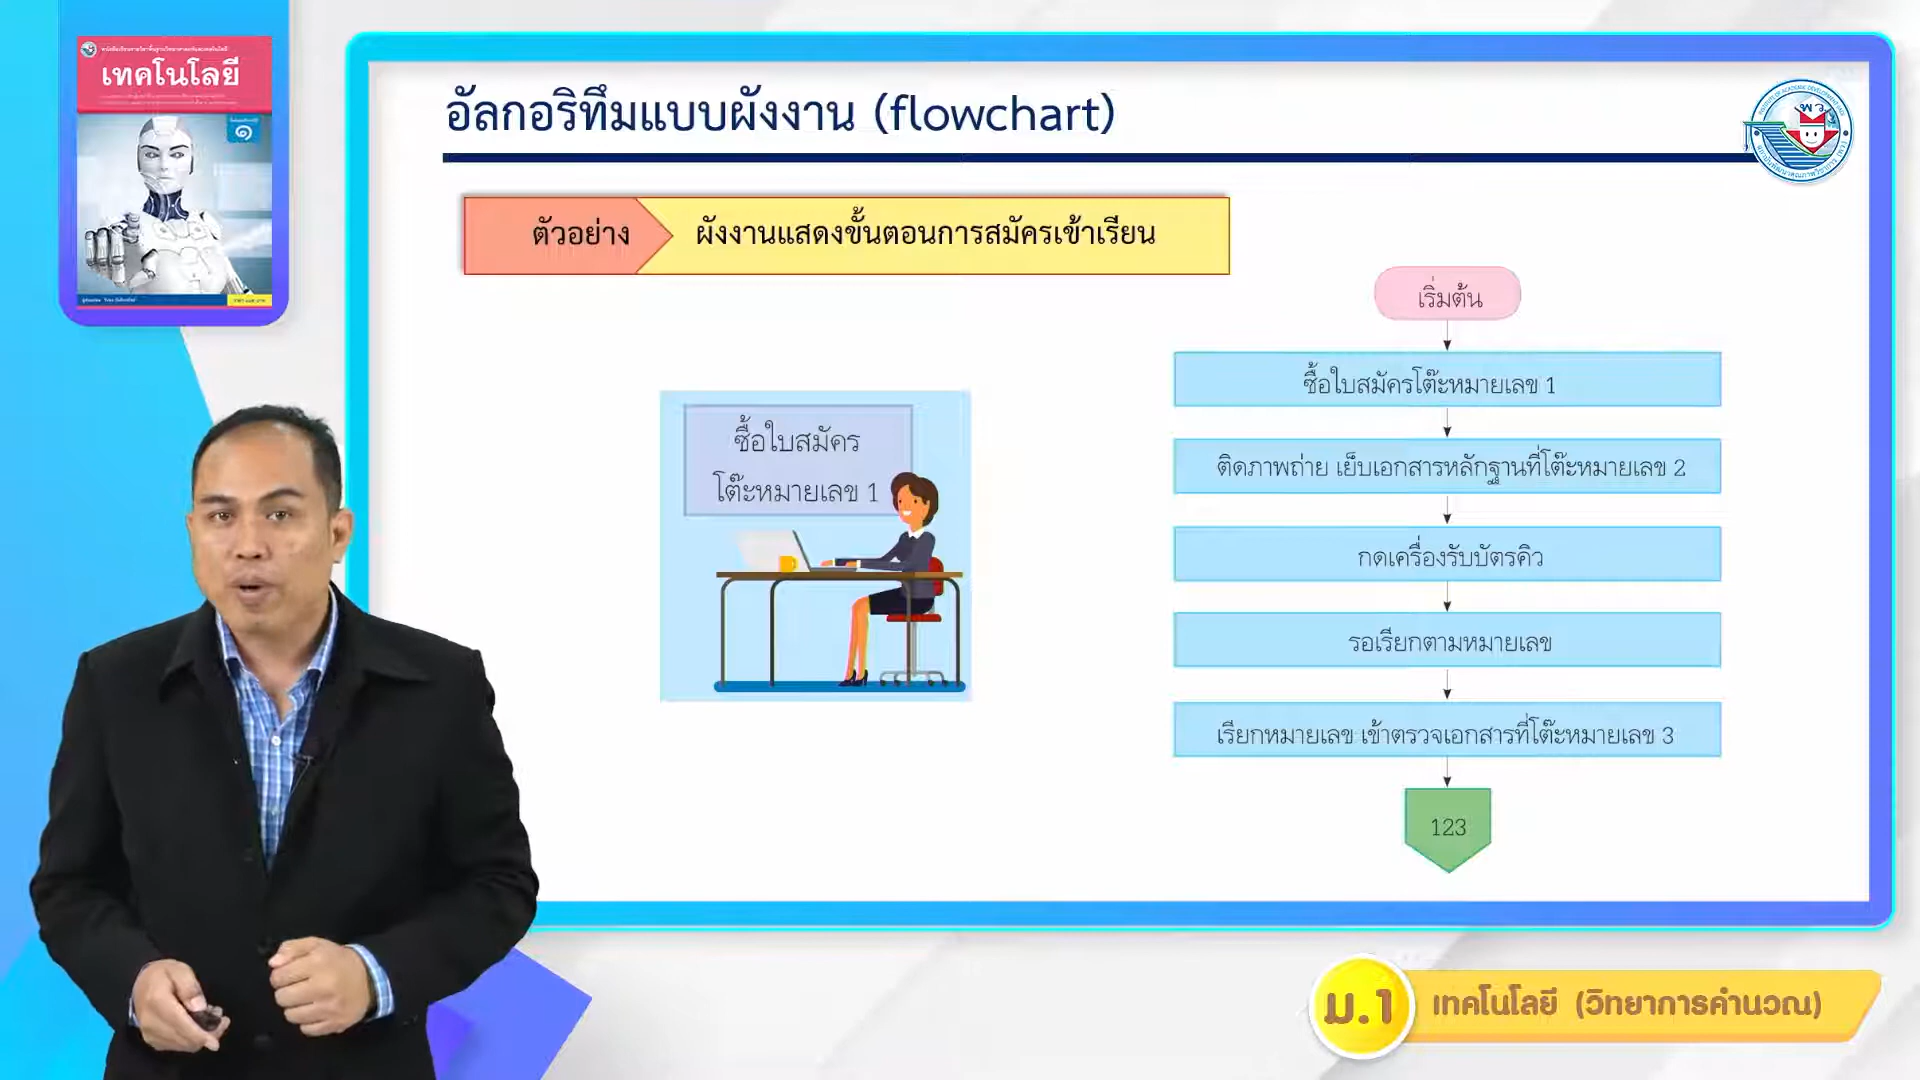 เทคโนโลยี
๑
อัลกอริทึมแบบผังงาน (flowchart)
พว
ตัวอย่าง
ผังงานแสดงขั้นตอนการสมัครเข้าเรียน
ซื้อใบสมัคร
โต๊ะหมายเลข 1
เริ่มต้น
ซื้อใบสมัครโต๊ะหมายเลข 1
ติดภาพถ่าย เย็บเอกสารหลักฐานที่โต๊ะหมายเลข 2
กดเครื่องรับบัตรคิว
รอเรียกตามหมายเลข
เรียกหมายเลข เข้าตรวจเอกสารที่โต๊ะหมายเลข 3
123
ม.1
เทคโนโลยี (วิทยาการคำนวณ)